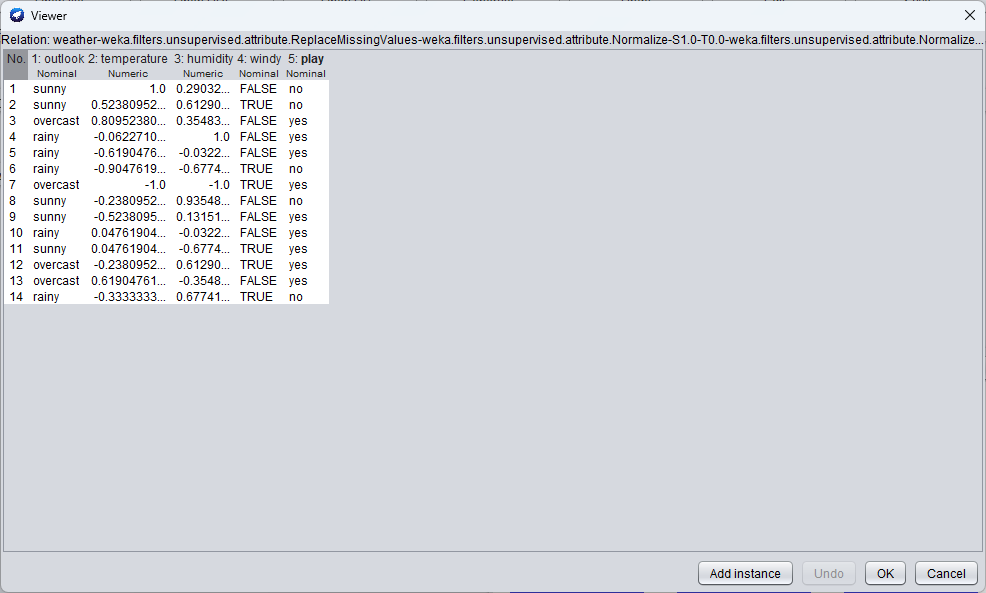 Viewer
Relation: weather-weka.filters.unsupervised.attribute.ReplaceMissingValues-weka.filters.unsupervised.attribute.Normalize-S1.0-T0.0-weka.filters.unsupervised.attribute.Normalize...
No. 1: outlook 2: temperature 3: humidity 4: windy 5: play
Nominal Numeric Numeric Nominal Nominal
1 sunny 1.0 0.29032... FALSE no
2 sunny 0.52380952... 0.61290... TRUE no
3 overcast 0.80952380... 0.35483... FALSE yes
4 rainy -0.0622710... 1.0 FALSE yes
5 rainy -0.6190476... -0.0322... FALSE yes
6 rainy -0.9047619... -0.6774... TRUE no
7 overcast -1.0 -1.0 TRUE yes
8 sunny -0.2380952... 0.93548... FALSE no
9 sunny -0.5238095... 0.13151... FALSE yes
10 rainy 0.04761904... -0.0322... FALSE yes
11 sunny 0.04761904... -0.6774... TRUE yes
12 overcast -0.2380952... 0.61290... TRUE yes
13 overcast 0.61904761... -0.3548... FALSE yes
14 rainy -0.3333333... 0.67741... TRUE no
Add instance Undo OK Cancel